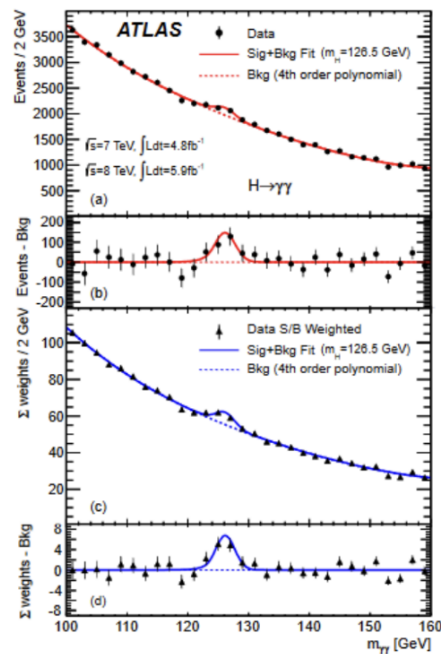 ATLAS
Data
Sig+Bkg Fit (m_H=126.5 GeV)
Bkg (4th order polynomial)
Events / 2 GeV
3500
3000
2500
2000
1500
1000
500
√s=7 TeV, ∫Ldt=4.8fb⁻¹
√s=8 TeV, ∫Ldt=5.9fb⁻¹
H→γγ
(a)
Events - Bkg
200
100
0
-100
-200
(b)
Data S/B Weighted
Sig+Bkg Fit (m_H=126.5 GeV)
Bkg (4th order polynomial)
Σ weights / 2 GeV
100
80
60
40
20
(c)
Σ weights - Bkg
8
4
0
-4
-8
(d)
100 110 120 130 140 150 160
m_γγ [GeV]